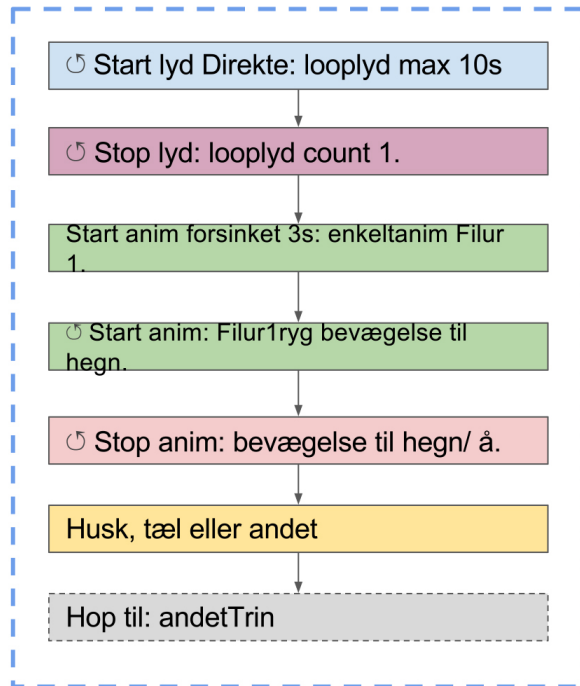 ↺ Start lyd Direkte: looplyd max 10s
↺ Stop lyd: looplyd count 1.
Start anim forsinket 3s: enkeltanim Filur
1.
↺ Start anim: Filur1ryg bevægelse til
hegn.
↺ Stop anim: bevægelse til hegn/ å.
Husk, tæl eller andet
Hop til: andetTrin